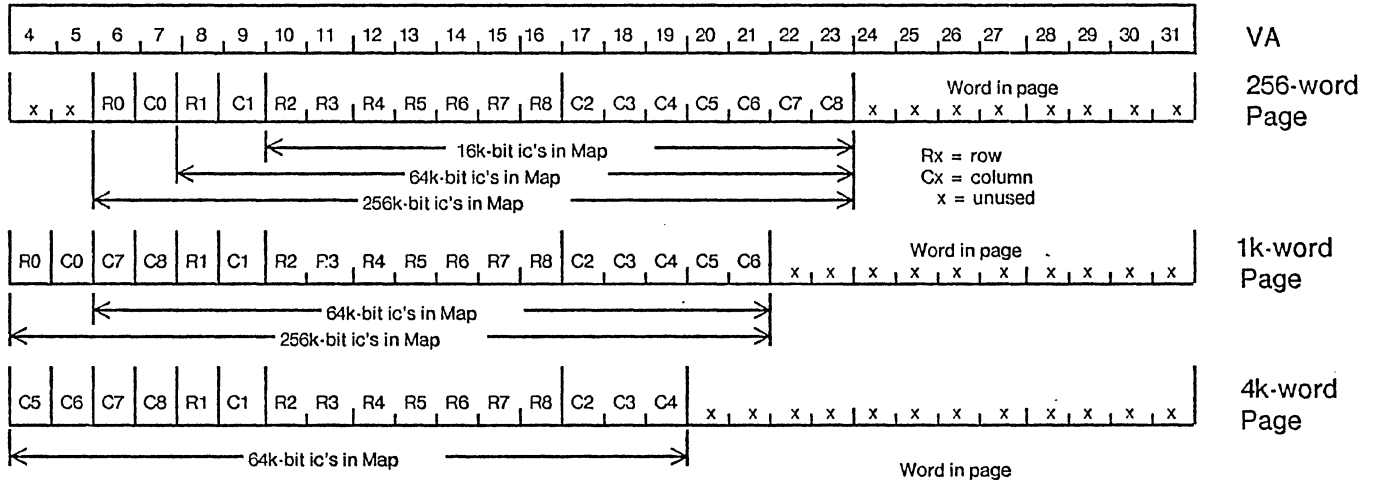 4 5 6 7 8 9 10 11 12 13 14 15 16 17 18 19 20 21 22 23 24 25 26 27 28 29 30 31 VA
x x R0 C0 R1 C1 R2 R3 R4 R5 R6 R7 R8 C2 C3 C4 C5 C6 C7 C8 x x x x x x x x
Word in page
256-word
Page
16k-bit ic's in Map
64k-bit ic's in Map
256k-bit ic's in Map
Rx = row
Cx = column
x = unused
R0 C0 C7 C8 R1 C1 R2 R3 R4 R5 R6 R7 R8 C2 C3 C4 C5 C6 x x x x x x x x x x
Word in page
1k-word
Page
64k-bit ic's in Map
256k-bit ic's in Map
C5 C6 C7 C8 R1 C1 R2 R3 R4 R5 R6 R7 R8 C2 C3 C4 x x x x x x x x x x x x
4k-word
Page
64k-bit ic's in Map
Word in page